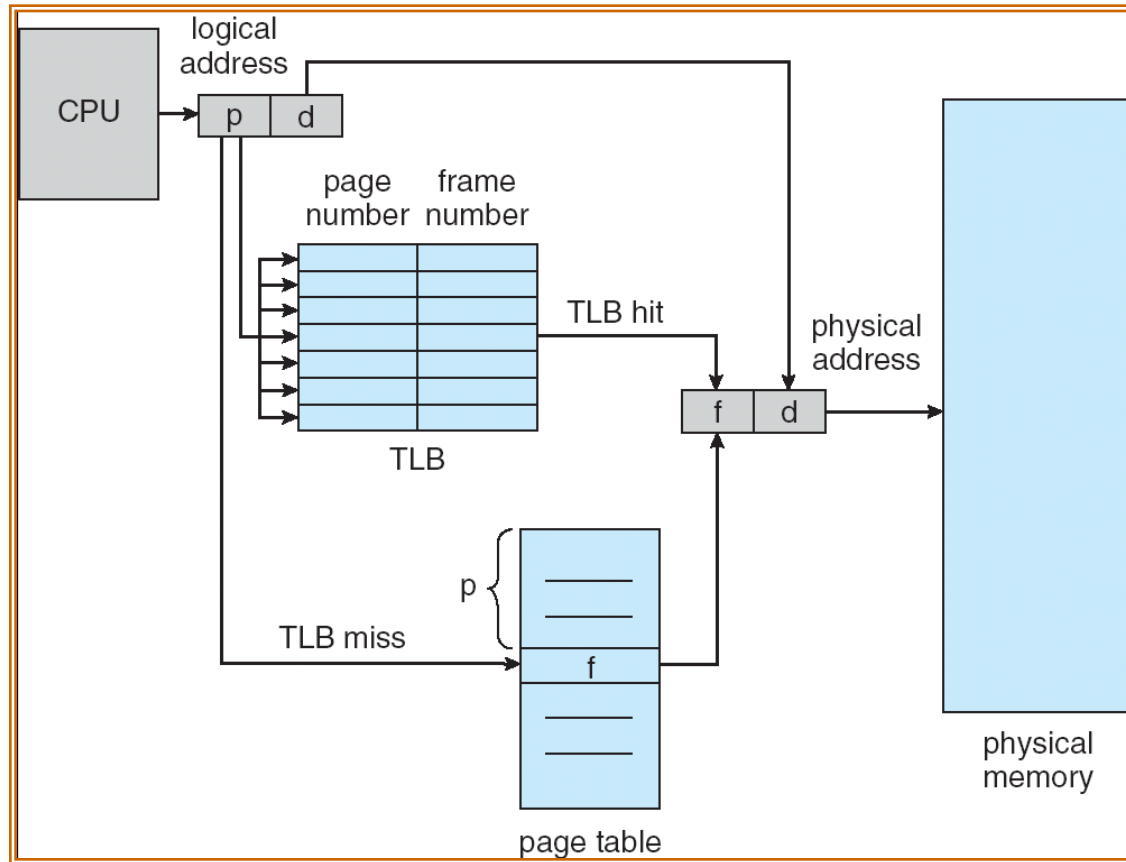 logical
address
CPU
p d
page
number
frame
number
TLB hit
physical
address
f d
TLB
p
TLB miss
f
physical
memory
page table